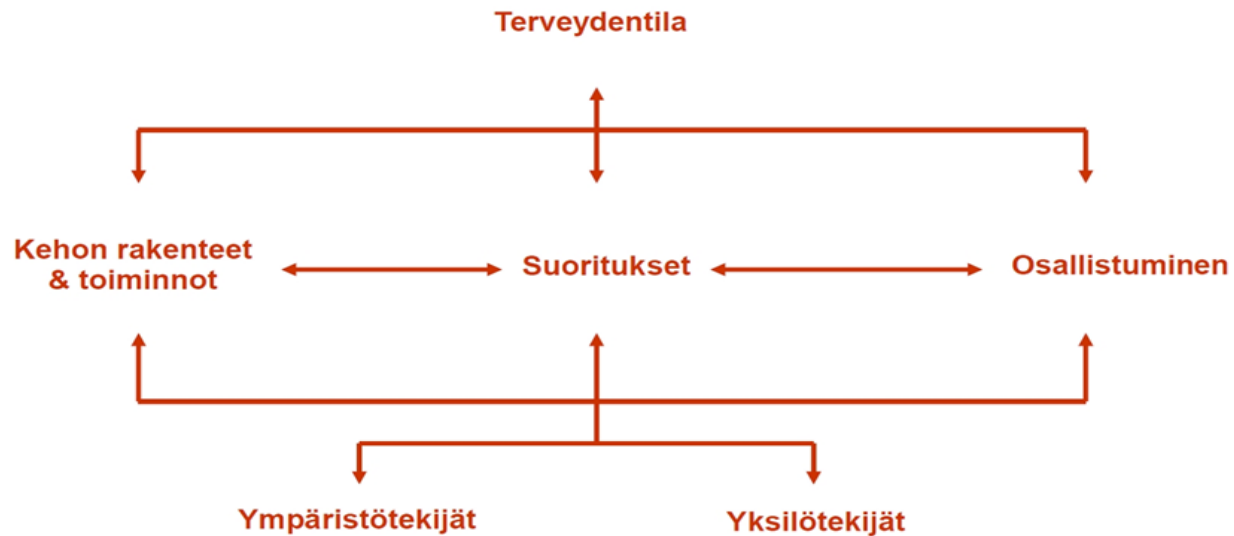 Terveydentila
Kehon rakenteet
& toiminnot
Suoritukset
Osallistuminen
Ympäristötekijät
Yksilötekijät